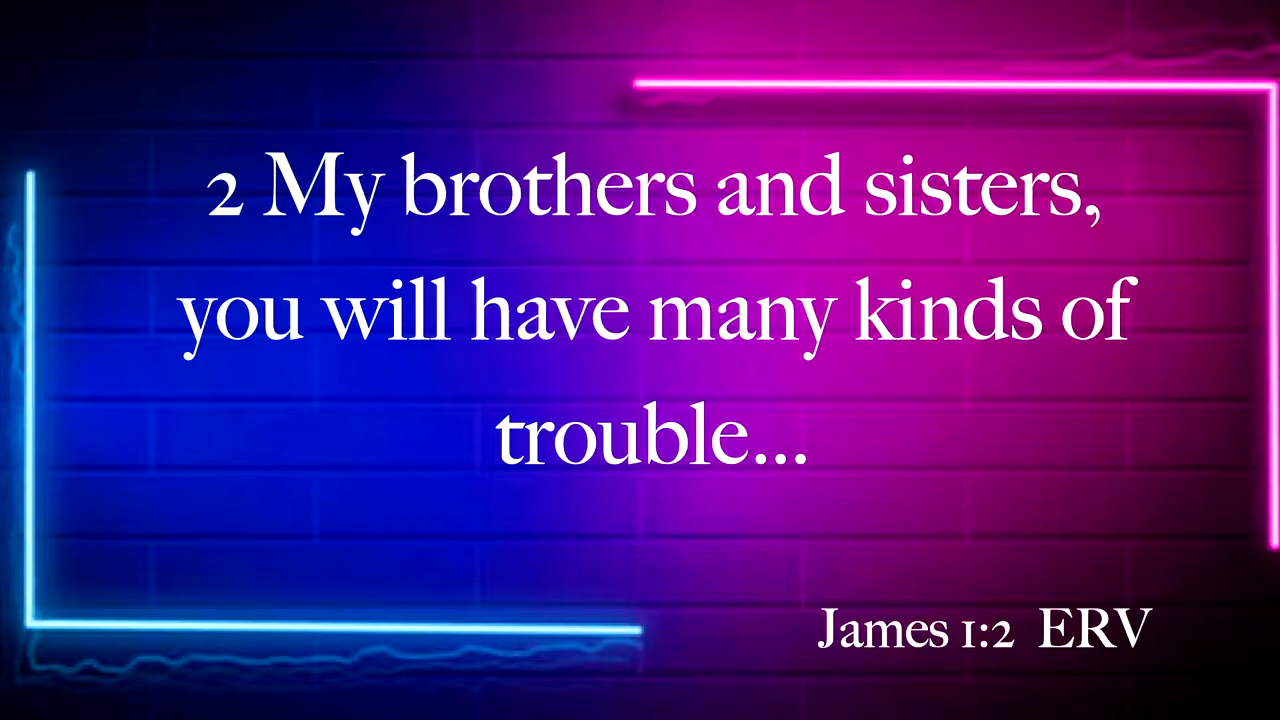 2 My brothers and sisters,
you will have many kinds of
trouble...
James 1:2 ERV